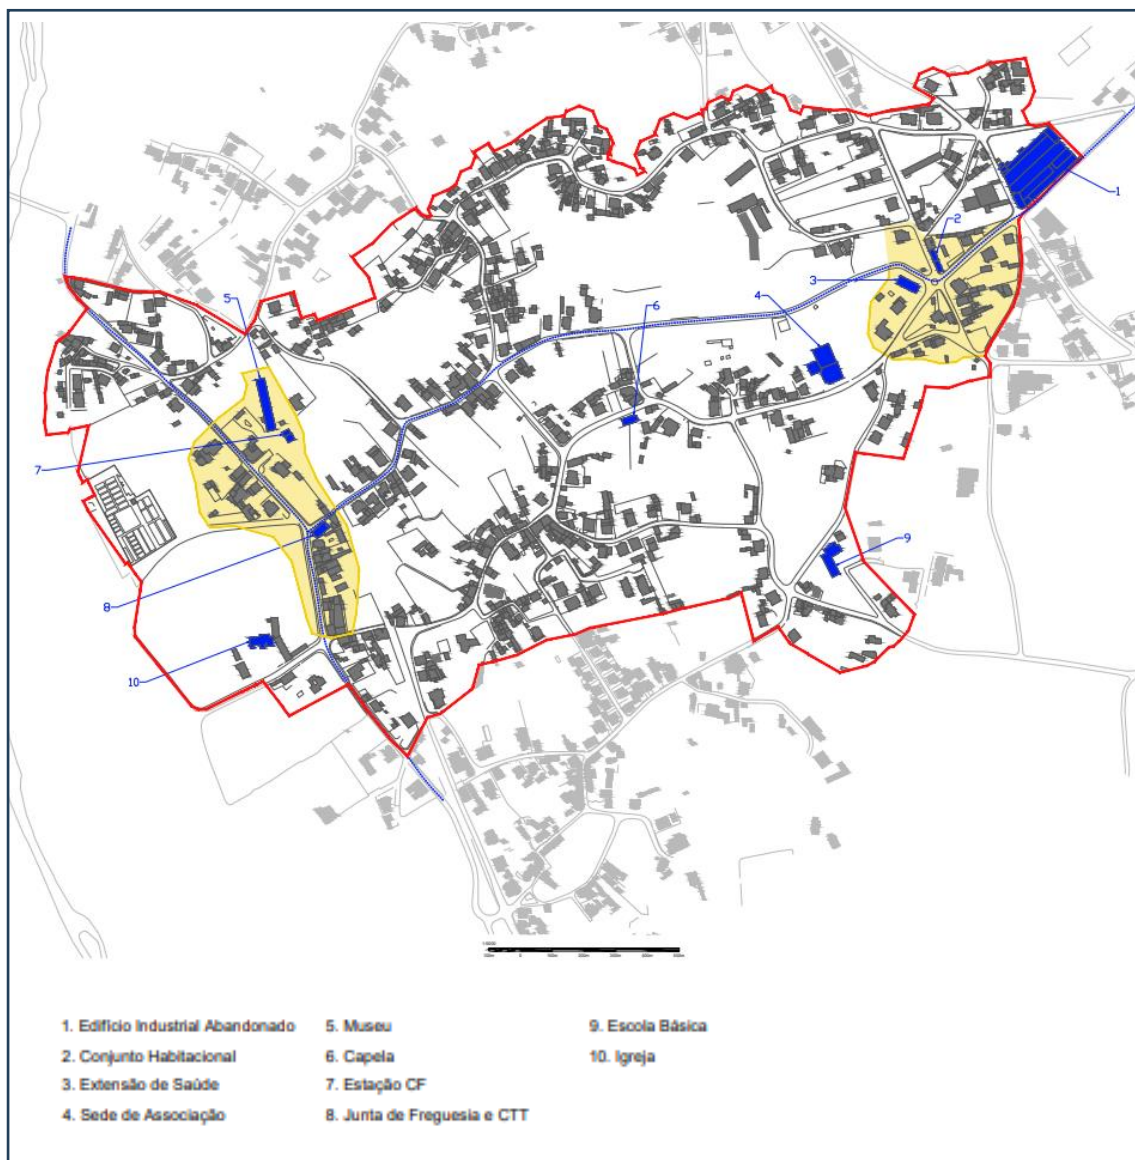 1
2
3
4
5
6
7
8
9
10
1. Edifício Industrial Abandonado
2. Conjunto Habitacional
3. Extensão de Saúde
4. Sede de Associação
5. Museu
6. Capela
7. Estação CF
8. Junta de Freguesia e CTT
9. Escola Básica
10. Igreja